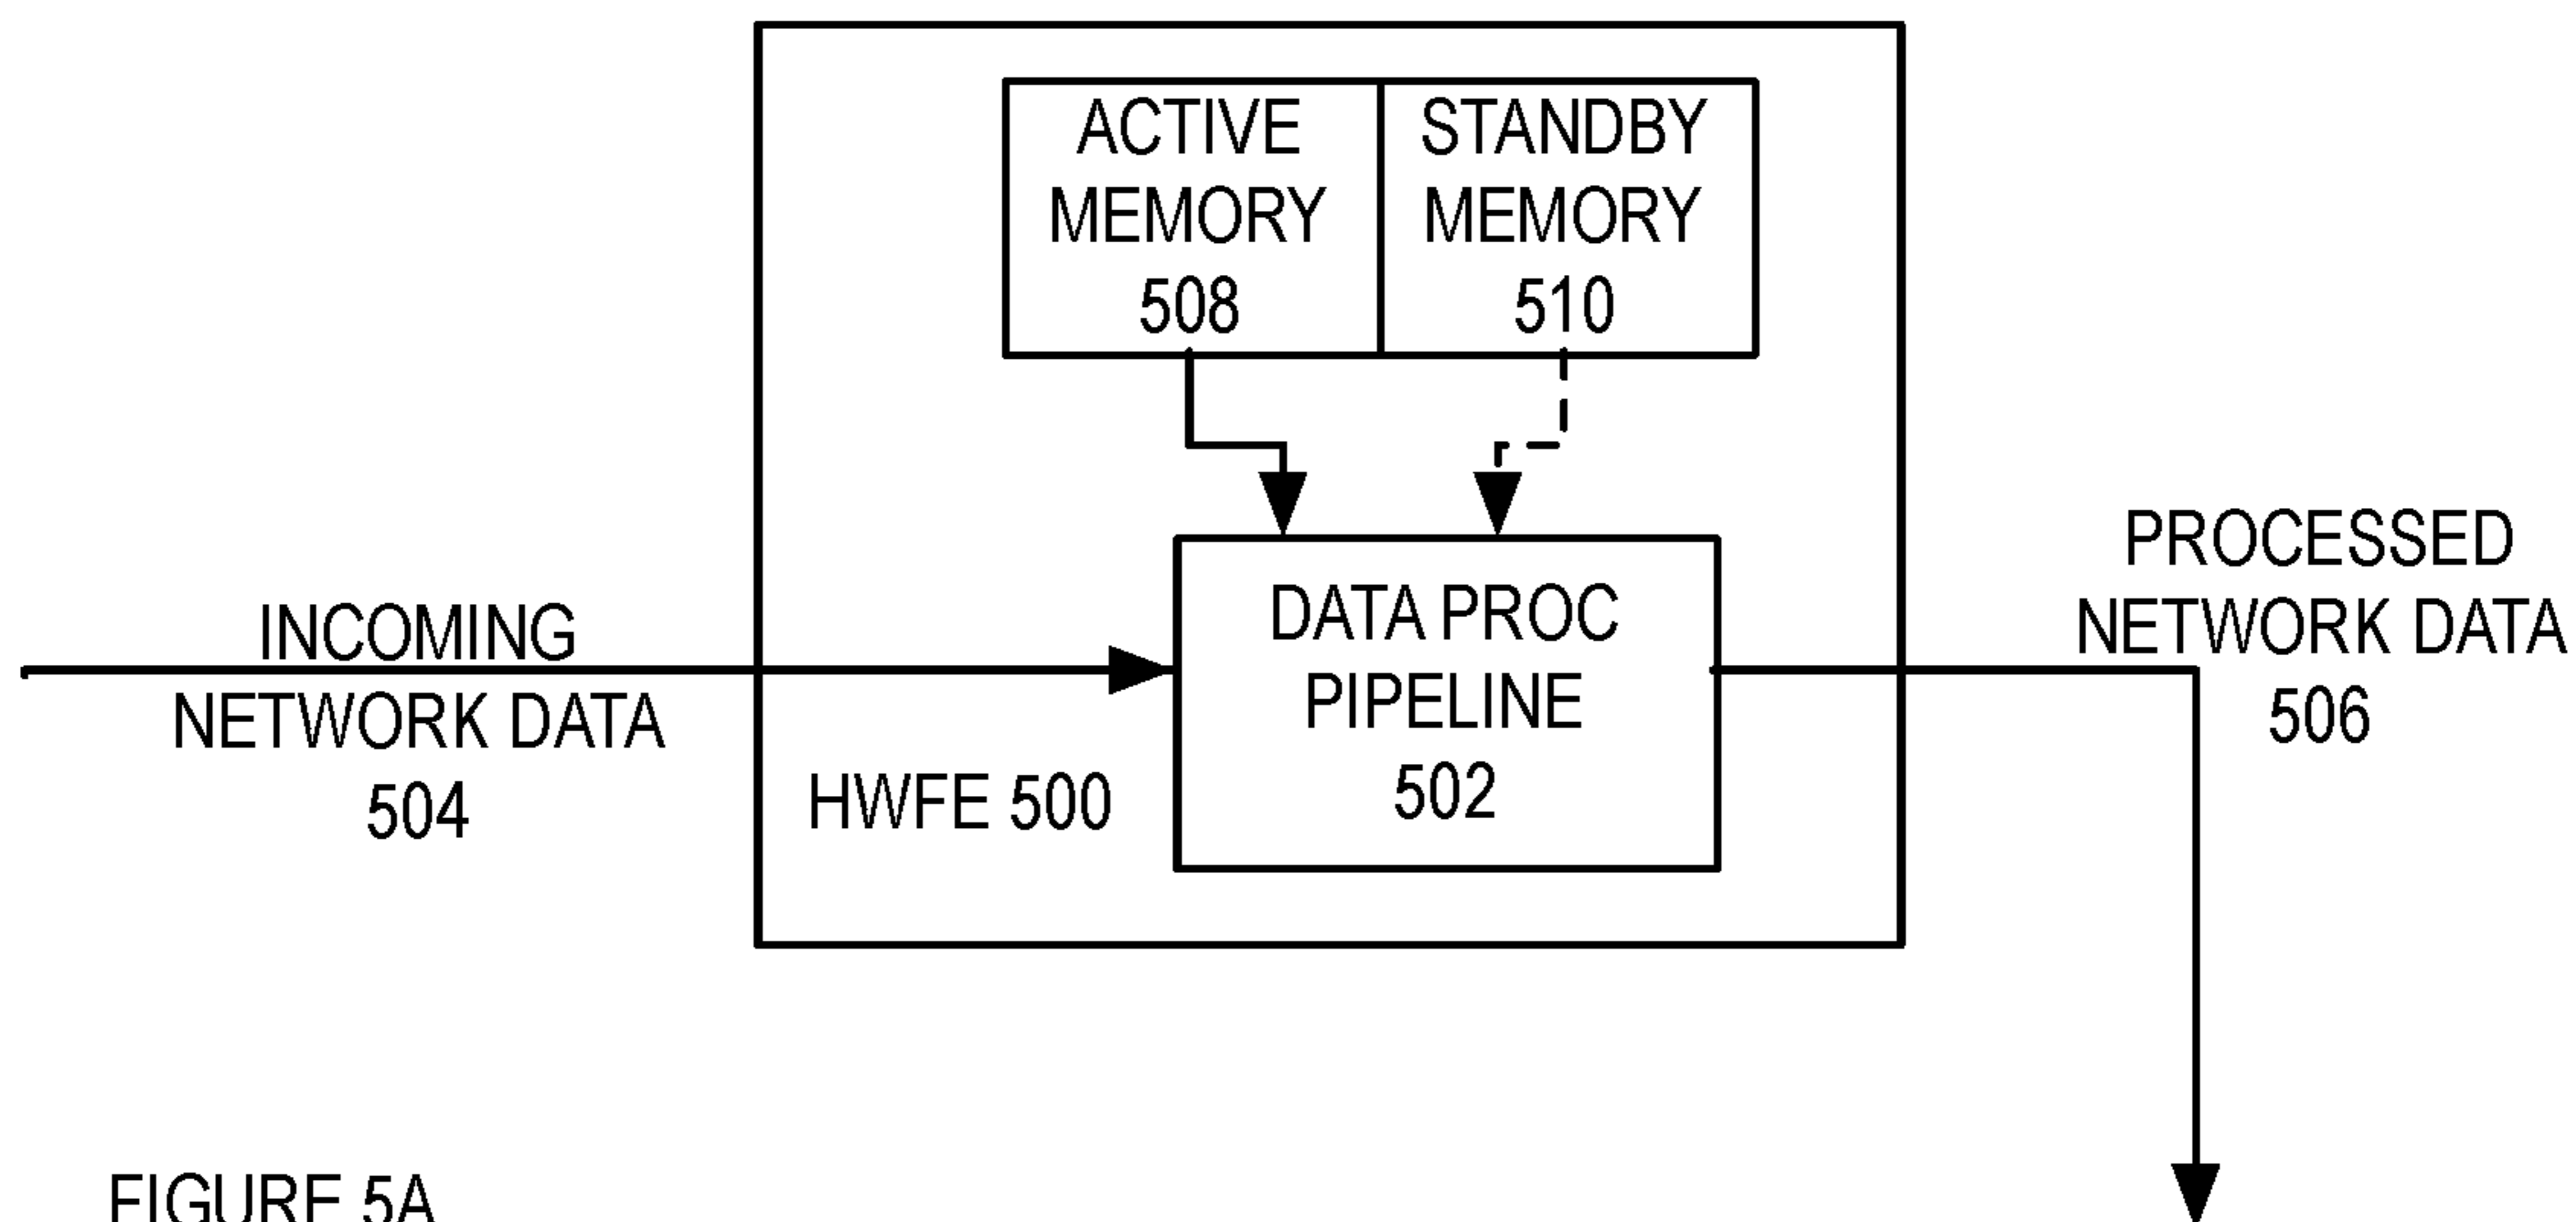 ACTIVE
MEMORY
508
STANDBY
MEMORY
510
INCOMING
NETWORK DATA
504
HWFE 500
DATA PROC
PIPELINE
502
PROCESSED
NETWORK DATA
506
FIGURE 5A